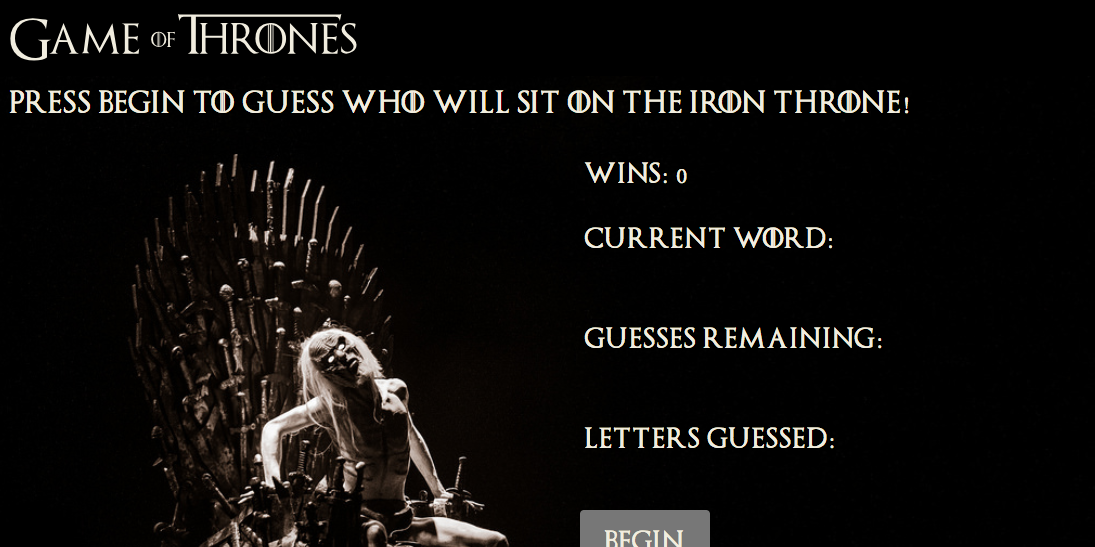 GAME OF THRONES
PRESS BEGIN TO GUESS WHO WILL SIT ON THE IRON THRONE!
WINS: 0
CURRENT WORD:
GUESSES REMAINING:
LETTERS GUESSED:
BEGIN